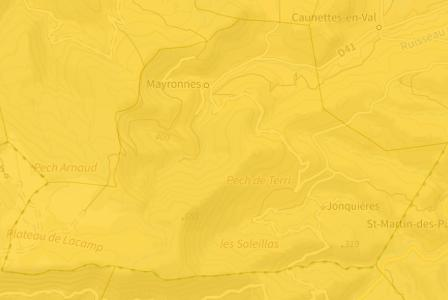 Caunettes-en-Val
D41
Ruisseau
Mayronnes
Pech Arnaud
Pech de Terri
Jonquières
St-Martin-des-Pu
Plateau de Lacamp
les Soleillas
319